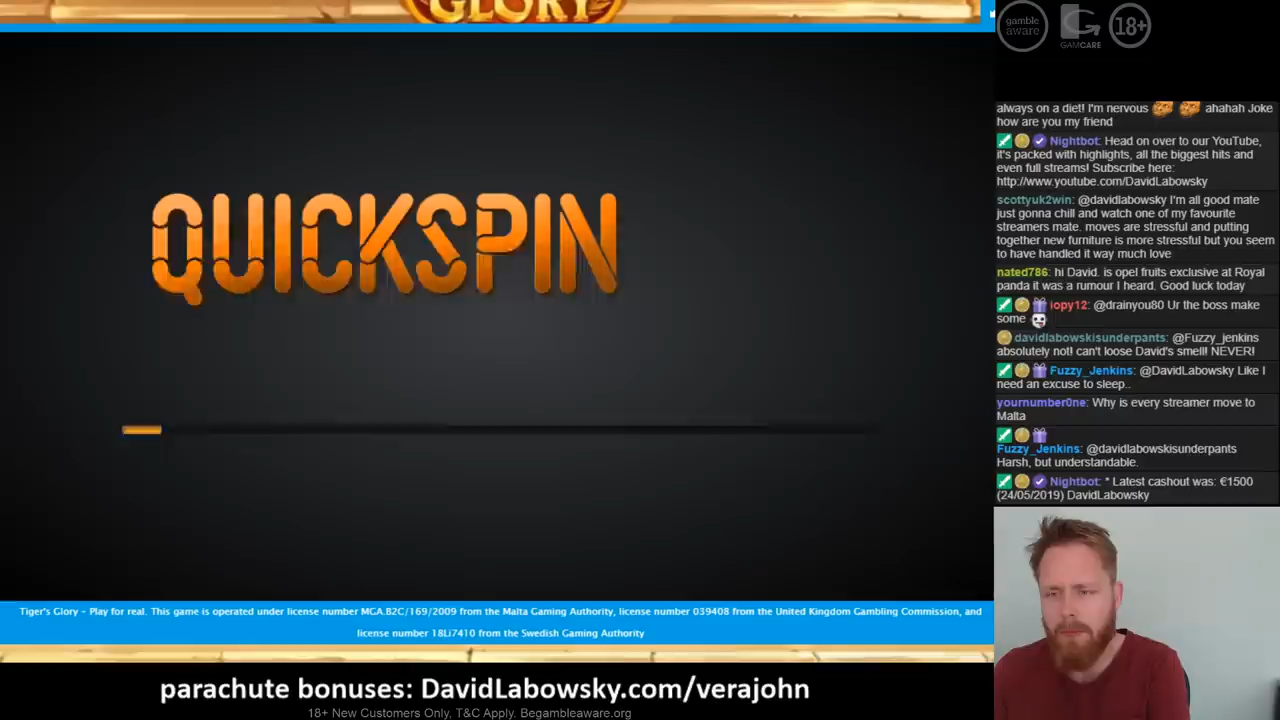 GLORY
gamble
aware
GAMCARE
18+
always on a diet! I'm nervous ahahah Joke
how are you my friend
Nightbot: Head on over to our YouTube,
it's packed with highlights, all the biggest hits and
even full streams! Subscribe here:
http://www.youtube.com/DavidLabowsky
scottyuk2win: @davidlabowsky I'm all good mate
just gonna chill and watch one of my favourite
streamers mate. moves are stressful and putting
together new furniture is more stressful but you seem
to have handled it way much love
nated786: hi David. is opel fruits exclusive at Royal
panda it was a rumour I heard. Good luck today
iopy12: @drainyou80 Ur the boss make
some
davidlabowskisunderpants: @Fuzzy_jenkins
absolutely not! can't loose David's smell! NEVER!
Fuzzy_Jenkins: @DavidLabowsky Like I
need an excuse to sleep..
yournumber0ne: Why is every streamer move to
Malta
Fuzzy_Jenkins: @davidlabowskisunderpants
Harsh, but understandable.
Nightbot: * Latest cashout was: €1500
(24/05/2019) DavidLabowsky
QUICKSPIN
Tiger's Glory - Play for real. This game is operated under license number MGA.B2C/169/2009 from the Malta Gaming Authority, license number 039408 from the United Kingdom Gambling Commission, and
license number 18Li7410 from the Swedish Gaming Authority
parachute bonuses: DavidLabowsky.com/verajohn
18+ New Customers Only, T&C Apply. Begambleaware.org